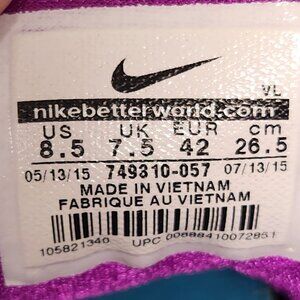 VL
nikebetterworld.com
US UK EUR cm
8.5 7.5 42 26.5
05/13/15 749310-057 07/13/15
MADE IN VIETNAM
FABRIQUE AU VIETNAM
105821340 UPC 00888410072851